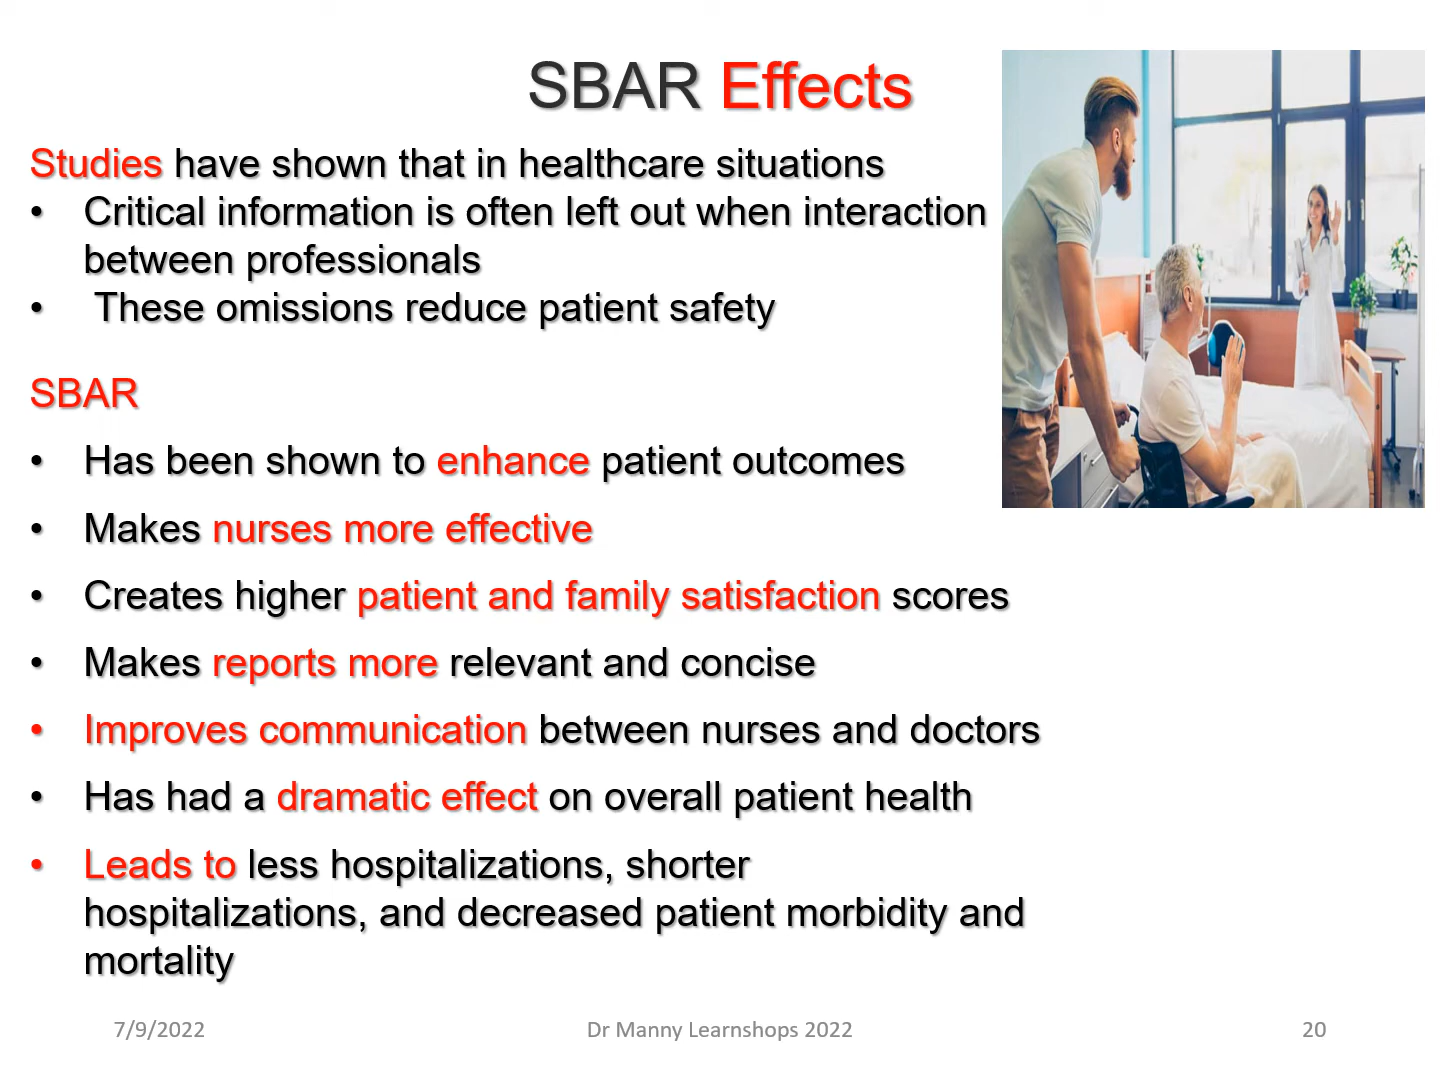 SBAR Effects
Studies have shown that in healthcare situations
• Critical information is often left out when interaction
between professionals
• These omissions reduce patient safety
SBAR
• Has been shown to enhance patient outcomes
• Makes nurses more effective
• Creates higher patient and family satisfaction scores
• Makes reports more relevant and concise
• Improves communication between nurses and doctors
• Has had a dramatic effect on overall patient health
• Leads to less hospitalizations, shorter
hospitalizations, and decreased patient morbidity and
mortality
7/9/2022 Dr Manny Learnshops 2022 20